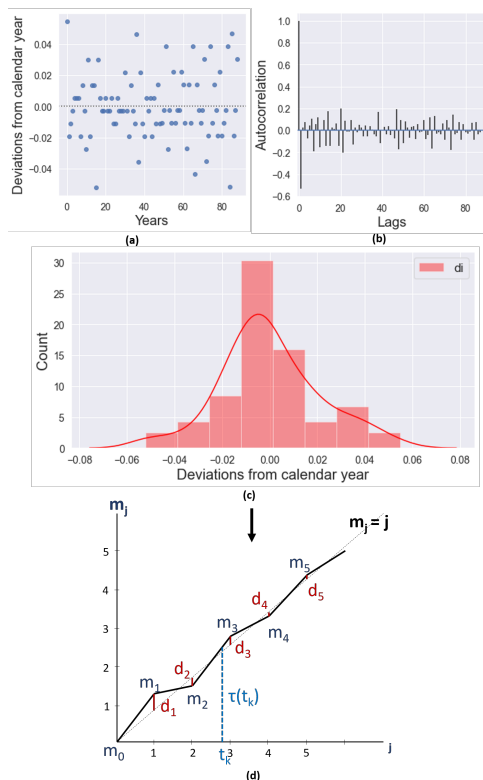 0.04
0.02
0.00
−0.02
−0.04
Deviations from calendar year
0
20
40
60
80
Years
(a)
1.0
0.8
0.6
0.4
0.2
0.0
−0.2
−0.4
−0.6
Autocorrelation
0
20
40
60
80
Lags
(b)
di
30
25
20
15
10
5
0
Count
−0.08
−0.06
−0.04
−0.02
0.00
0.02
0.04
0.06
0.08
Deviations from calendar year
(c)
mj
mj = j
5
4
3
2
1
m5
d4
d5
m3
m4
d3
d2
m1
m2
d1
τ(tk)
m0
1
2
3
4
5
j
tk
(d)